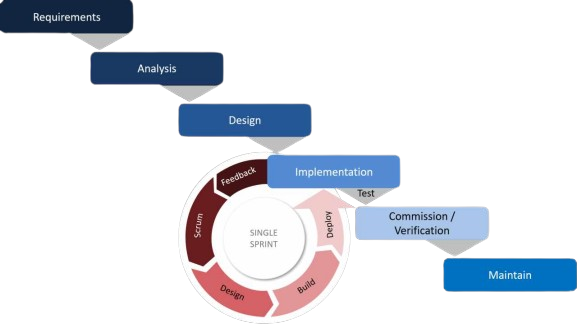 Requirements
Analysis
Design
Implementation
Test
Commission /
Verification
Maintain
Feedback
Scrum
Design
Build
Deploy
SINGLE
SPRINT